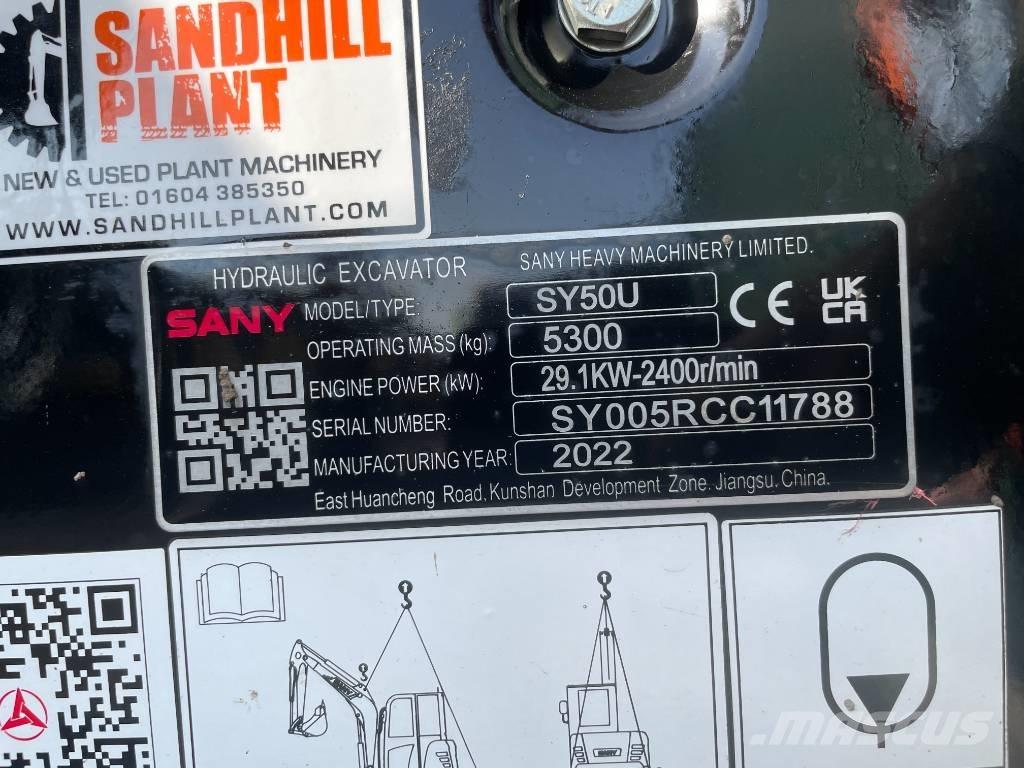 SANDHILL
PLANT
NEW & USED PLANT MACHINERY
TEL: 01604 385350
WWW.SANDHILLPLANT.COM
HYDRAULIC EXCAVATOR SANY HEAVY MACHINERY LIMITED.
SANY MODEL/TYPE: SY50U CE UK
CA
OPERATING MASS (kg): 5300
ENGINE POWER (kW): 29.1KW-2400r/min
SERIAL NUMBER: SY005RCC11788
MANUFACTURING YEAR: 2022
East Huancheng Road, Kunshan Development Zone, Jiangsu, China.
SANY
MASCUS